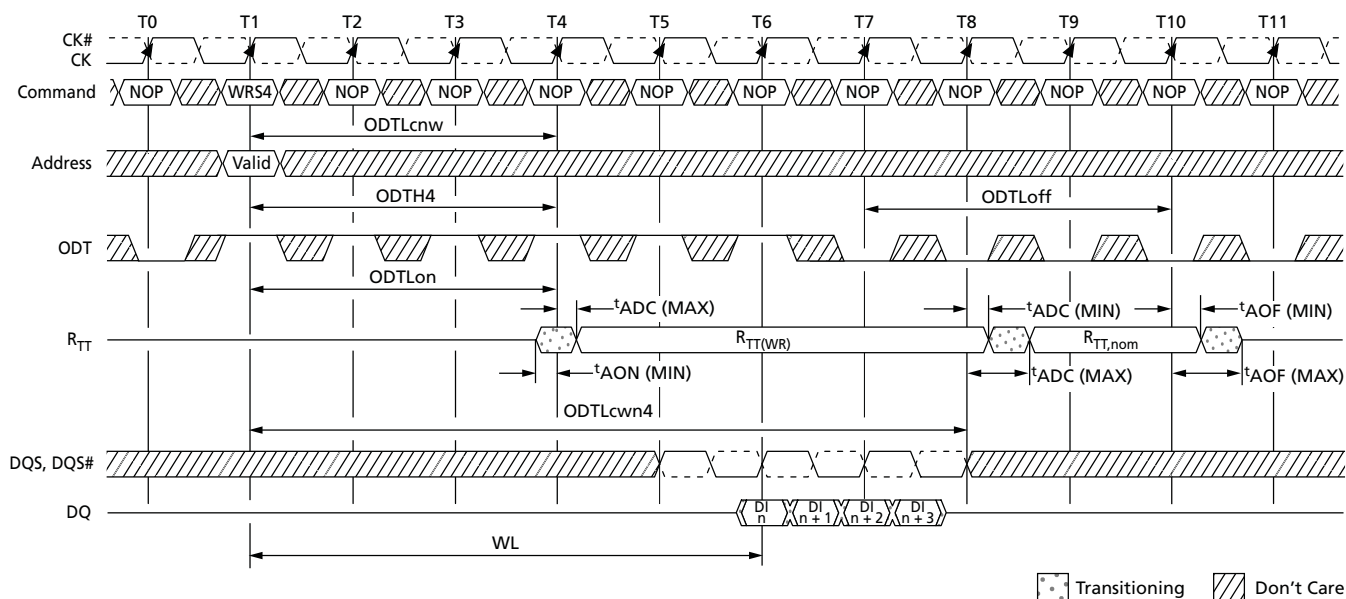 T0 T1 T2 T3 T4 T5 T6 T7 T8 T9 T10 T11
CK#
CK
Command NOP WRS4 NOP NOP NOP NOP NOP NOP NOP NOP NOP NOP
ODTLcnw
Address Valid
ODTH4 ODTLoff
ODT
ODTLon
tADC (MAX) tADC (MIN) tAOF (MIN)
RTT RTT(WR) RTT,nom
tAON (MIN) tADC (MAX) tAOF (MAX)
ODTLcwn4
DQS, DQS#
DQ DI n DI n + 1 DI n + 2 DI n + 3
WL
Transitioning Don't Care